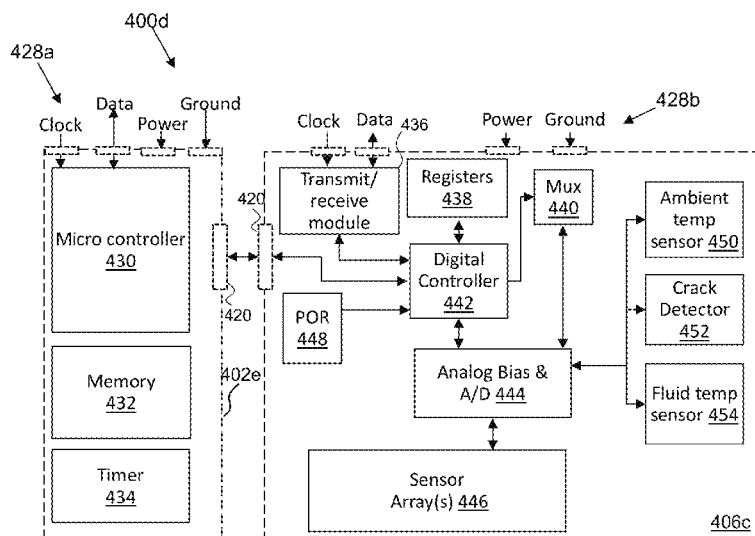 400d
428a
Data
Ground
Clock
Power
Micro controller
430
Memory
432
Timer
434
402e
420
420
428b
Clock
Data
436
Power
Ground
Transmit/
receive module
Registers
438
Mux
440
Digital
Controller
442
POR
448
Analog Bias &
A/D 444
Sensor
Array(s) 446
Ambient
temp
sensor 450
Crack
Detector
452
Fluid temp
sensor 454
406c